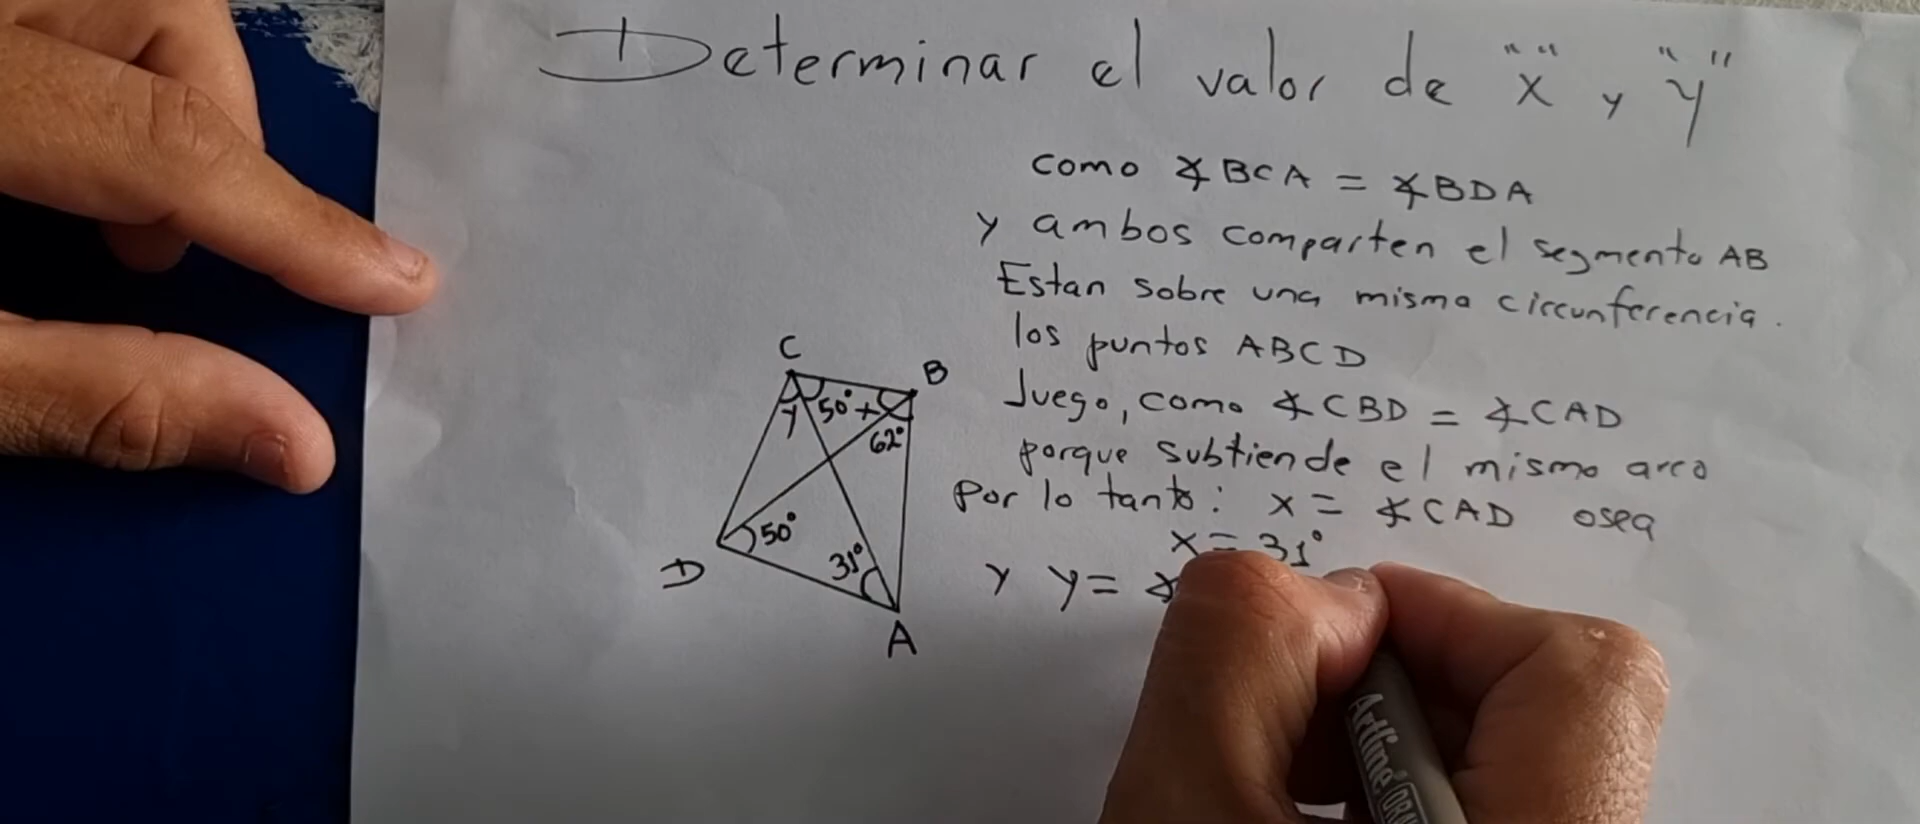 Determinar el valor de "x" y "y"
como ∡BCA = ∡BDA
y ambos comparten el segmento AB
Estan sobre una misma circunferencia.
los puntos ABCD
luego, como ∡CBD = ∡CAD
porque subtiende el mismo arco
Por lo tanto: x = ∡CAD osea
x = 31°
y y = ∡
C
B
y 50° x
62°
50°
31°
D
A
Artline